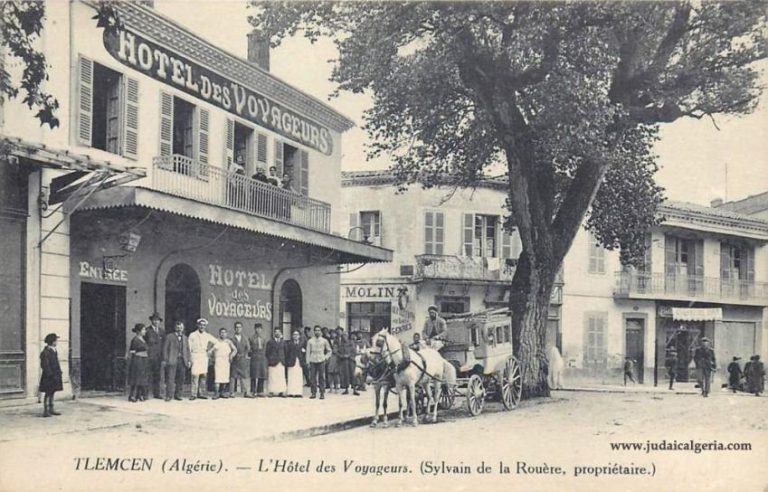 HOTEL DES VOYAGEURS
ENTRÉE
HOTEL
des
VOYAGEURS
MOLIN
www.judaicalgeria.com
TLEMCEN (Algérie). — L'Hôtel des Voyageurs. (Sylvain de la Rouère, propriétaire.)